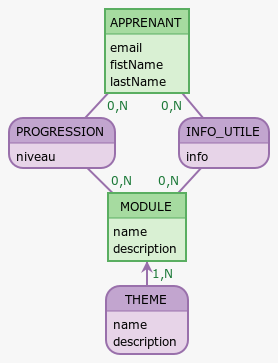 APPRENANT
email
fistName
lastName
0,N 0,N
PROGRESSION INFO_UTILE
niveau info
0,N 0,N
MODULE
name
description
1,N
THEME
name
description